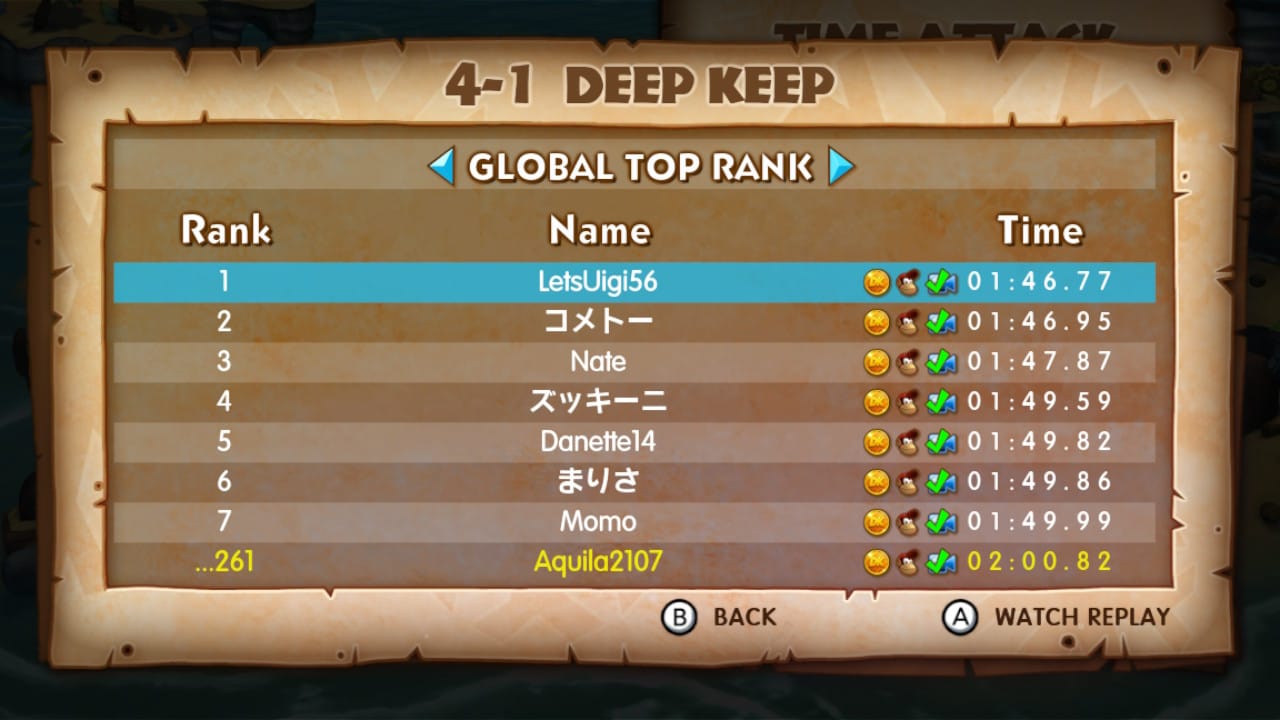 TIME ATTACK
4-1 DEEP KEEP
GLOBAL TOP RANK
Rank Name Time
1 LetsUigi56 01:46.77
2 コメトー 01:46.95
3 Nate 01:47.87
4 ズッキーニ 01:49.59
5 Danette14 01:49.82
6 まりさ 01:49.86
7 Momo 01:49.99
...261 Aquila2107 02:00.82
B BACK A WATCH REPLAY